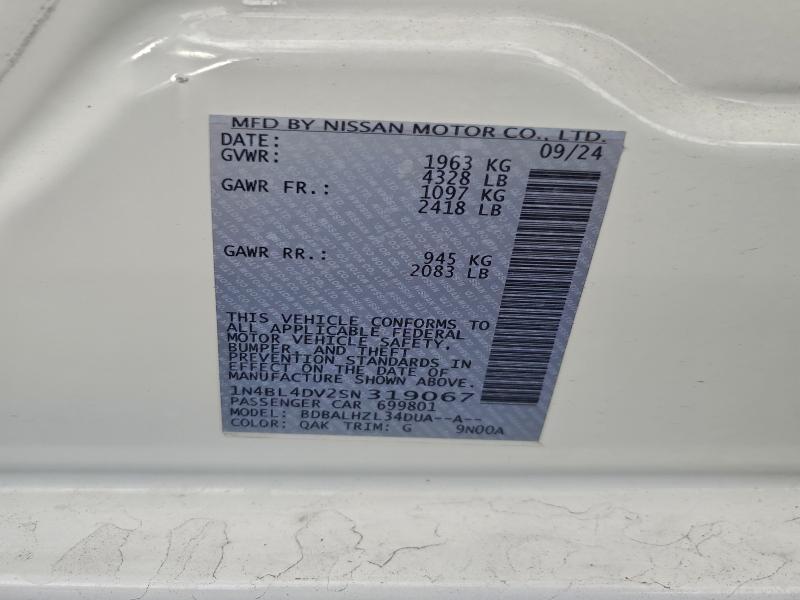 MFD BY NISSAN MOTOR CO., LTD.
DATE: 09/24
GVWR: 1963 KG
4328 LB
GAWR FR.: 1097 KG
2418 LB
GAWR RR.: 945 KG
2083 LB
THIS VEHICLE CONFORMS TO
ALL APPLICABLE FEDERAL
MOTOR VEHICLE SAFETY,
BUMPER, AND THEFT
PREVENTION STANDARDS IN
EFFECT ON THE DATE OF
MANUFACTURE SHOWN ABOVE.
1N4BL4DV2SN319067
PASSENGER CAR 699801
MODEL: BDBALHZL34DUA--A--
COLOR: QAK TRIM: G 9N00A